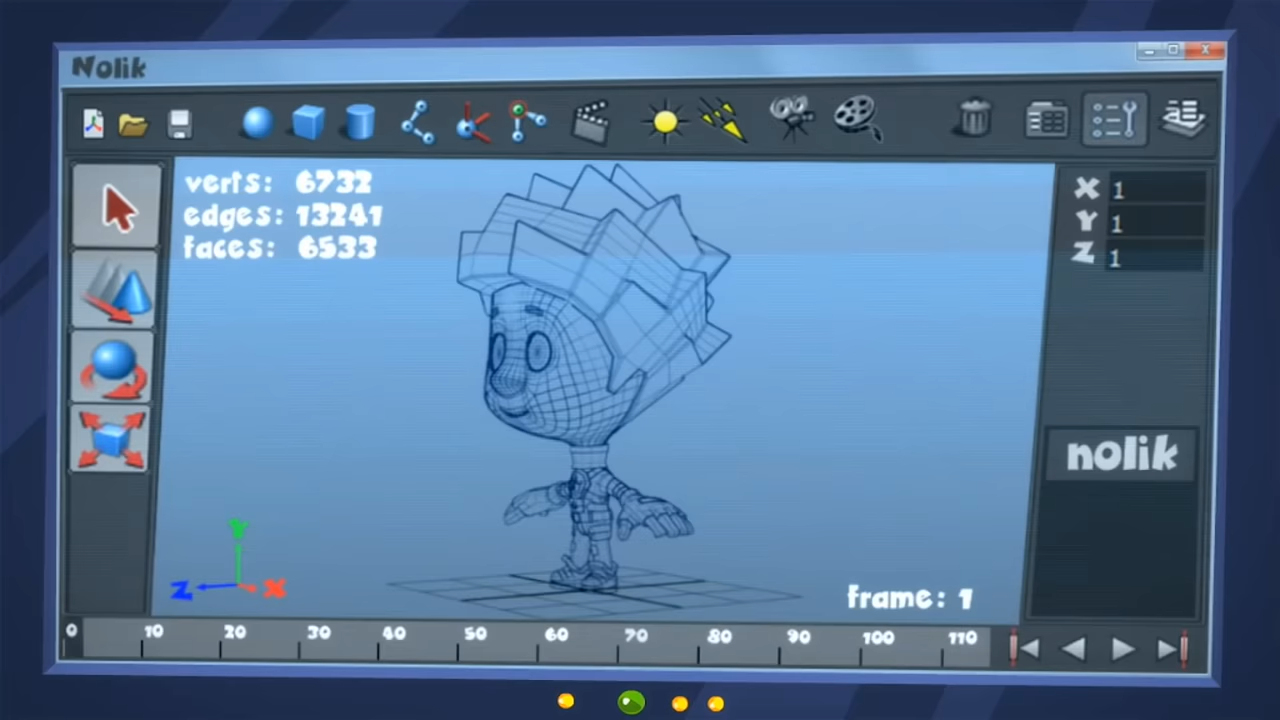 Nolik
verts: 6732
edges: 13241
faces: 6533
X 1
Y 1
Z 1
nolik
Y
Z X
frame: 1
0 10 20 30 40 50 60 70 80 90 100 110